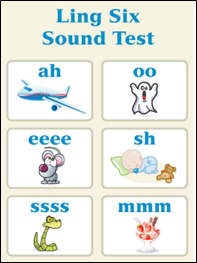 Ling Six
Sound Test
ah oo
eeee sh
ssss mmm